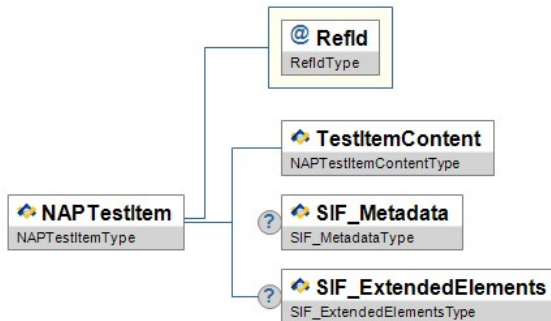 @ RefId
RefIdType
TestItemContent
NAPTestItemContentType
NAPTestItem
NAPTestItemType
? SIF_Metadata
SIF_MetadataType
? SIF_ExtendedElements
SIF_ExtendedElementsType